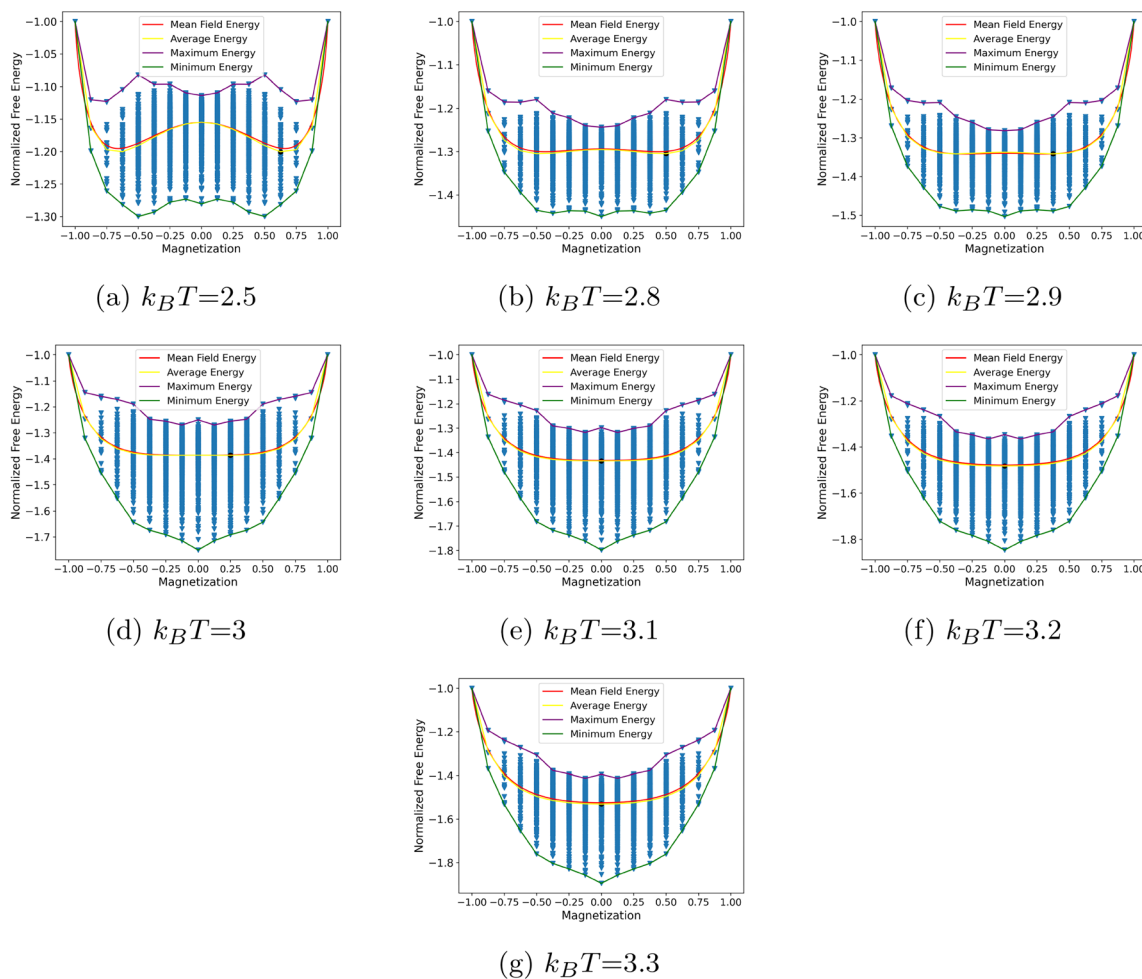 Normalized Free Energy
−1.00
−1.05
−1.10
−1.15
−1.20
−1.25
−1.30
Mean Field Energy
Average Energy
Maximum Energy
Minimum Energy
−1.00 −0.75 −0.50 −0.25 0.00 0.25 0.50 0.75 1.00
Magnetization
(a) k_BT=2.5
Normalized Free Energy
−1.0
−1.1
−1.2
−1.3
−1.4
Mean Field Energy
Average Energy
Maximum Energy
Minimum Energy
−1.00 −0.75 −0.50 −0.25 0.00 0.25 0.50 0.75 1.00
Magnetization
(b) k_BT=2.8
Normalized Free Energy
−1.0
−1.1
−1.2
−1.3
−1.4
−1.5
Mean Field Energy
Average Energy
Maximum Energy
Minimum Energy
−1.00 −0.75 −0.50 −0.25 0.00 0.25 0.50 0.75 1.00
Magnetization
(c) k_BT=2.9
Normalized Free Energy
−1.0
−1.1
−1.2
−1.3
−1.4
−1.5
−1.6
−1.7
Mean Field Energy
Average Energy
Maximum Energy
Minimum Energy
−1.00 −0.75 −0.50 −0.25 0.00 0.25 0.50 0.75 1.00
Magnetization
(d) k_BT=3
Normalized Free Energy
−1.0
−1.1
−1.2
−1.3
−1.4
−1.5
−1.6
−1.7
−1.8
Mean Field Energy
Average Energy
Maximum Energy
Minimum Energy
−1.00 −0.75 −0.50 −0.25 0.00 0.25 0.50 0.75 1.00
Magnetization
(e) k_BT=3.1
Normalized Free Energy
−1.0
−1.2
−1.4
−1.6
−1.8
Mean Field Energy
Average Energy
Maximum Energy
Minimum Energy
−1.00 −0.75 −0.50 −0.25 0.00 0.25 0.50 0.75 1.00
Magnetization
(f) k_BT=3.2
Normalized Free Energy
−1.0
−1.2
−1.4
−1.6
−1.8
Mean Field Energy
Average Energy
Maximum Energy
Minimum Energy
−1.00 −0.75 −0.50 −0.25 0.00 0.25 0.50 0.75 1.00
Magnetization
(g) k_BT=3.3